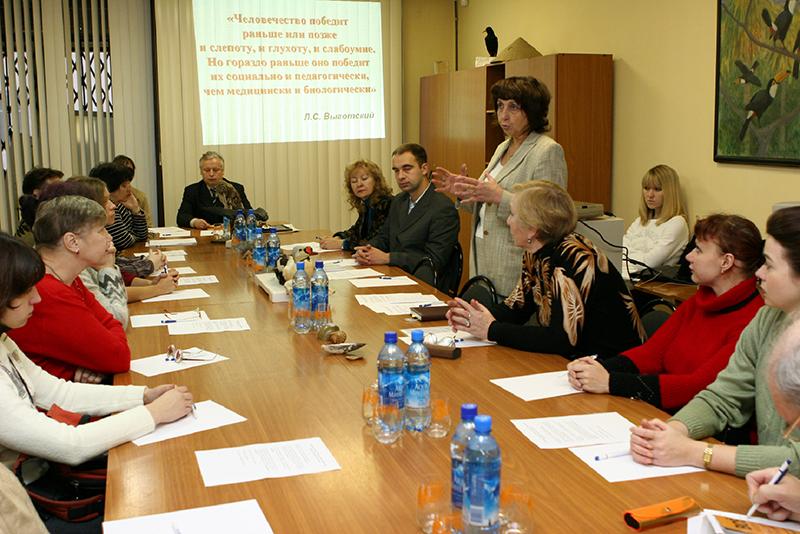 «Человечество победит
раньше или позже
и слепоту, и глухоту, и слабоумие.
Но гораздо раньше оно победит
их социально и педагогически,
чем медицински и биологически»
Л.С. Выготский